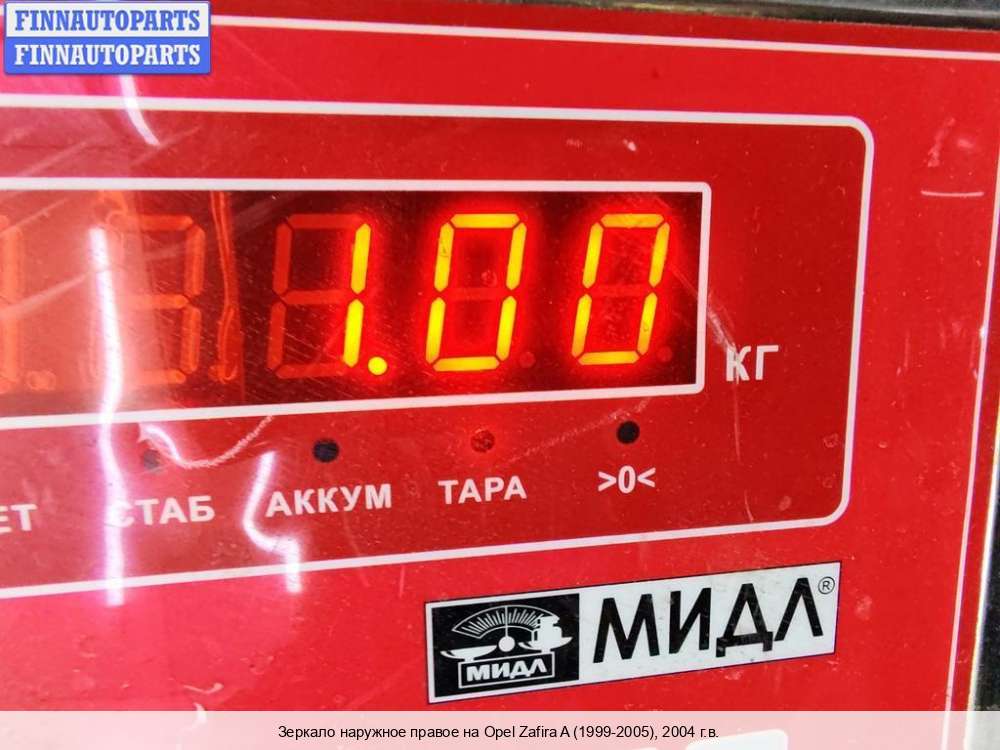 FINNAUTOPARTS
FINNAUTOPARTS
1.00
КГ
СТАБ АККУМ ТАРА >0<
МИДЛ МИДЛ®
Зеркало наружное правое на Opel Zafira A (1999-2005), 2004 г.в.